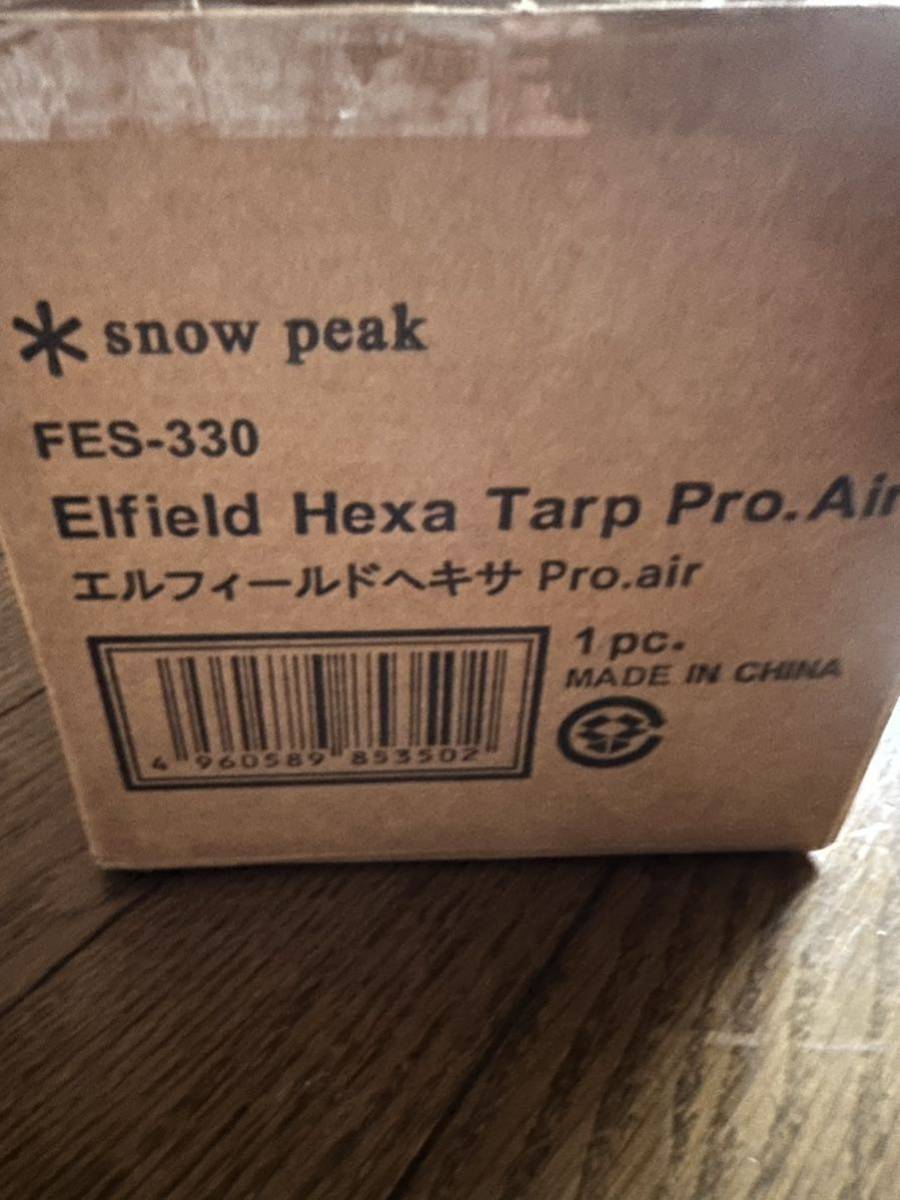 snow peak
FES-330
Elfield Hexa Tarp Pro.Air
エルフィールドヘキサ Pro.air
1 pc.
MADE IN CHINA
4 960589 853502